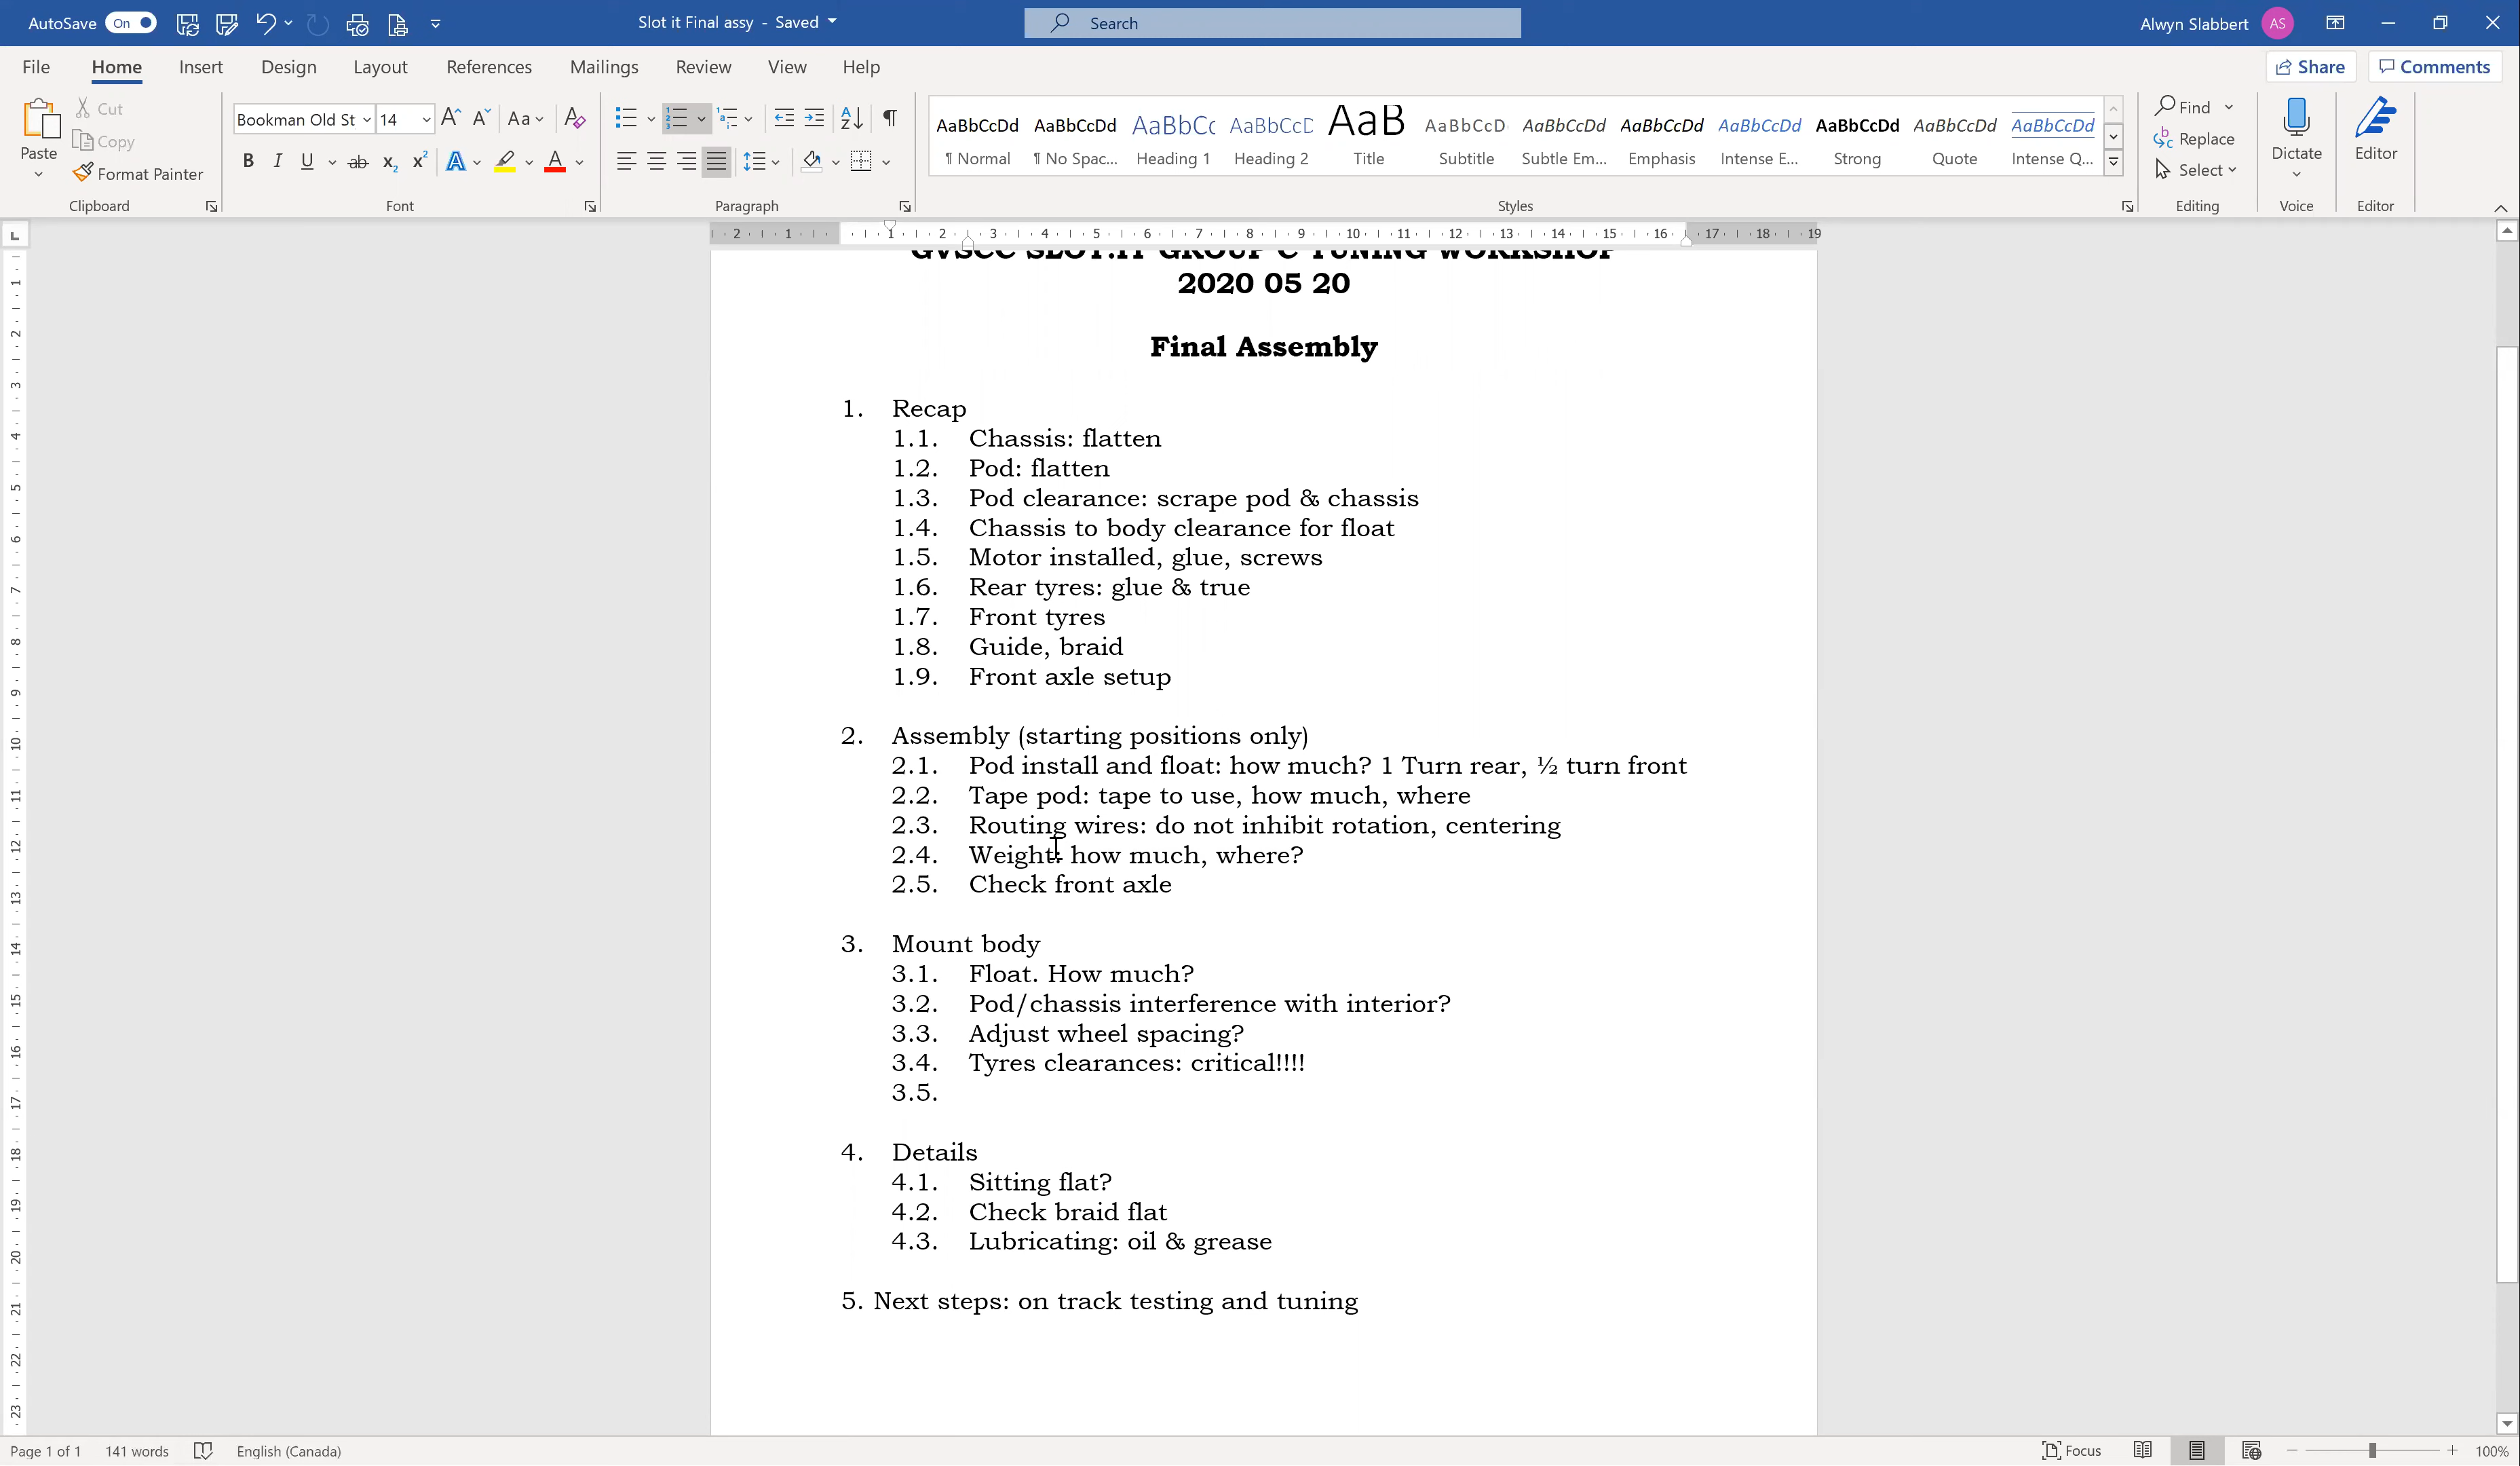 AutoSave On Slot it Final assy - Saved Search Alwyn Slabbert AS
File Home Insert Design Layout References Mailings Review View Help Share Comments
Paste Cut Copy Format Painter
Clipboard
Bookman Old St 14
Font
Paragraph
AaBbCcDd AaBbCcDd AaBbCc AaBbCcD AaB AaBbCcD AaBbCcDd AaBbCcDd AaBbCcDd AaBbCcDd AaBbCcDd AaBbCcDd
¶ Normal ¶ No Spac... Heading 1 Heading 2 Title Subtitle Subtle Em... Emphasis Intense E... Strong Quote Intense Q...
Styles
Find
Replace
Select
Editing
Dictate
Voice
Editor
Editor
GVSCC SLOT.IT GROUP C TUNING WORKSHOP
2020 05 20
Final Assembly
1. Recap
1.1. Chassis: flatten
1.2. Pod: flatten
1.3. Pod clearance: scrape pod & chassis
1.4. Chassis to body clearance for float
1.5. Motor installed, glue, screws
1.6. Rear tyres: glue & true
1.7. Front tyres
1.8. Guide, braid
1.9. Front axle setup
2. Assembly (starting positions only)
2.1. Pod install and float: how much? 1 Turn rear, ½ turn front
2.2. Tape pod: tape to use, how much, where
2.3. Routing wires: do not inhibit rotation, centering
2.4. Weight: how much, where?
2.5. Check front axle
3. Mount body
3.1. Float. How much?
3.2. Pod/chassis interference with interior?
3.3. Adjust wheel spacing?
3.4. Tyres clearances: critical!!!!
3.5.
4. Details
4.1. Sitting flat?
4.2. Check braid flat
4.3. Lubricating: oil & grease
5. Next steps: on track testing and tuning
Page 1 of 1 141 words English (Canada) Focus 100%